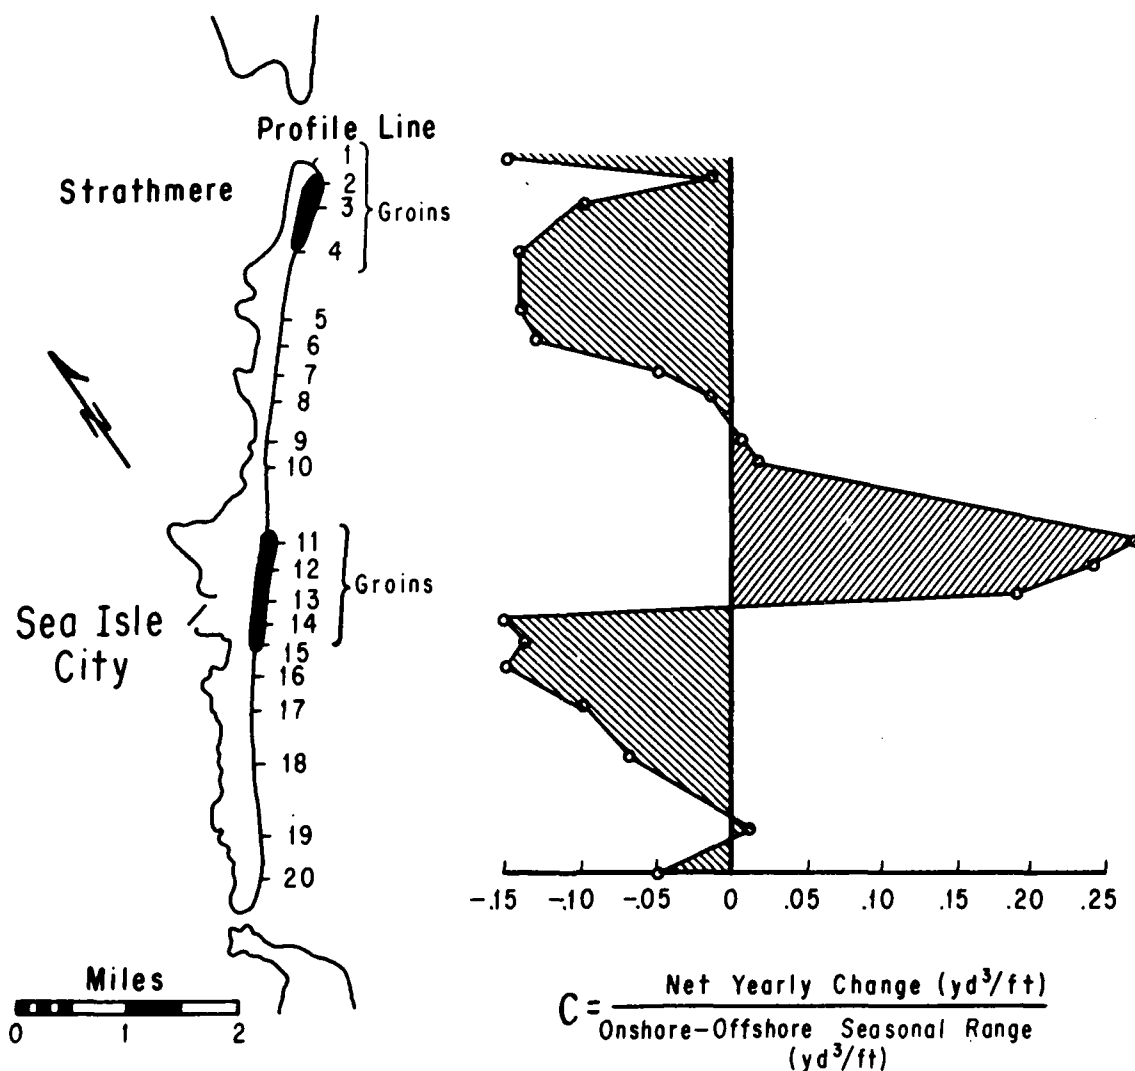 Profile Line
Strathmere
1
2
3
4
Groins
5
6
7
8
9
10
11
12
13
14
15
Groins
Sea Isle
City
16
17
18
19
20
N
-.15 -.10 -.05 0 .05 .10 .15 .20 .25
Miles
0 1 2
C = Net Yearly Change (yd³/ft)
Onshore-Offshore Seasonal Range
(yd³/ft)